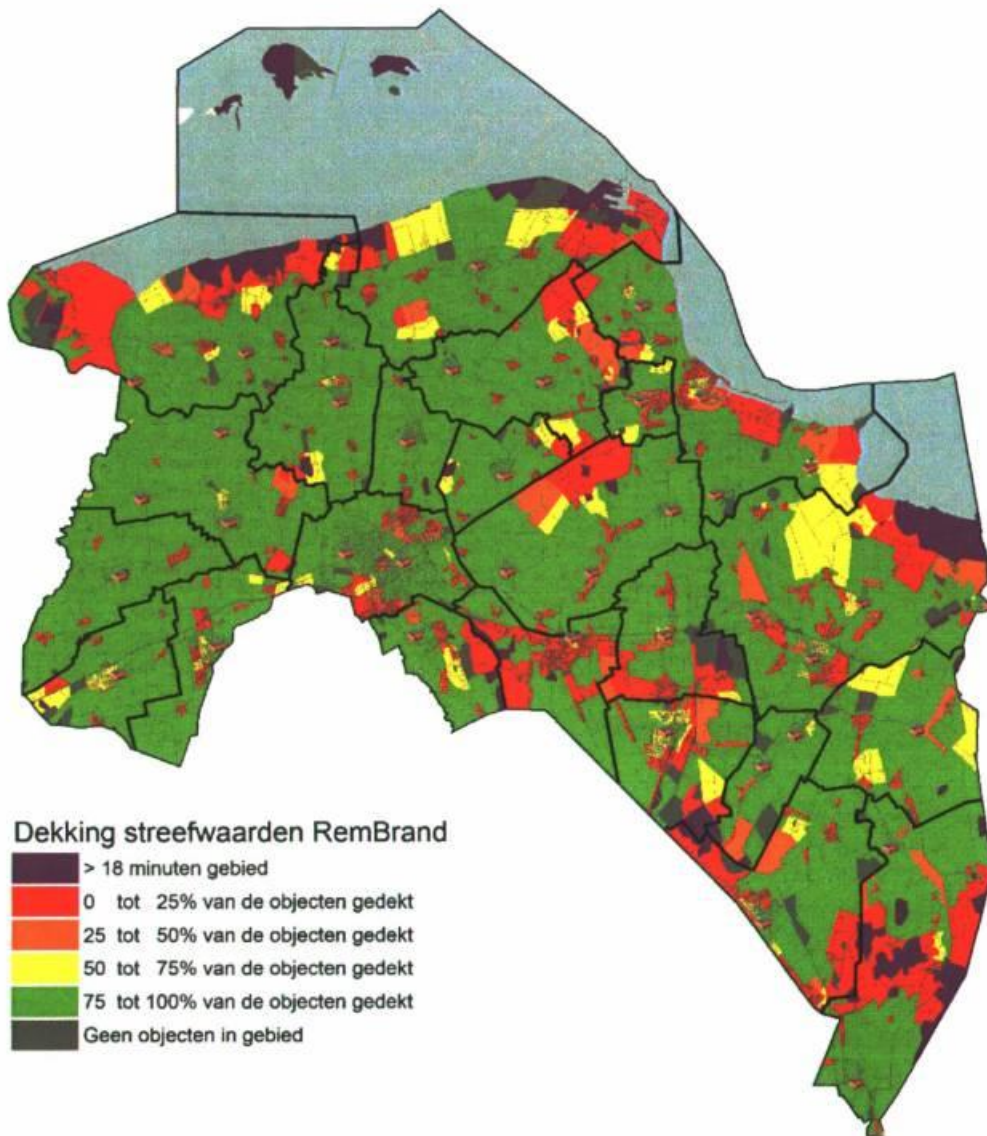 Dekking streefwaarden RemBrand
> 18 minuten gebied
0 tot 25% van de objecten gedekt
25 tot 50% van de objecten gedekt
50 tot 75% van de objecten gedekt
75 tot 100% van de objecten gedekt
Geen objecten in gebied